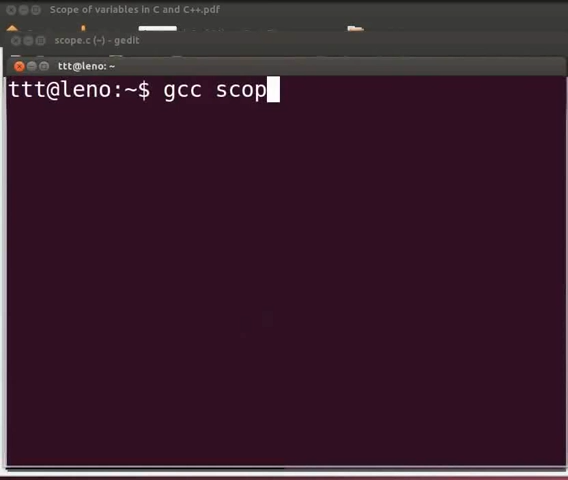 Scope of variables in C and C++.pdf
scope.c (~) - gedit
ttt@leno: ~
ttt@leno:~$ gcc scop